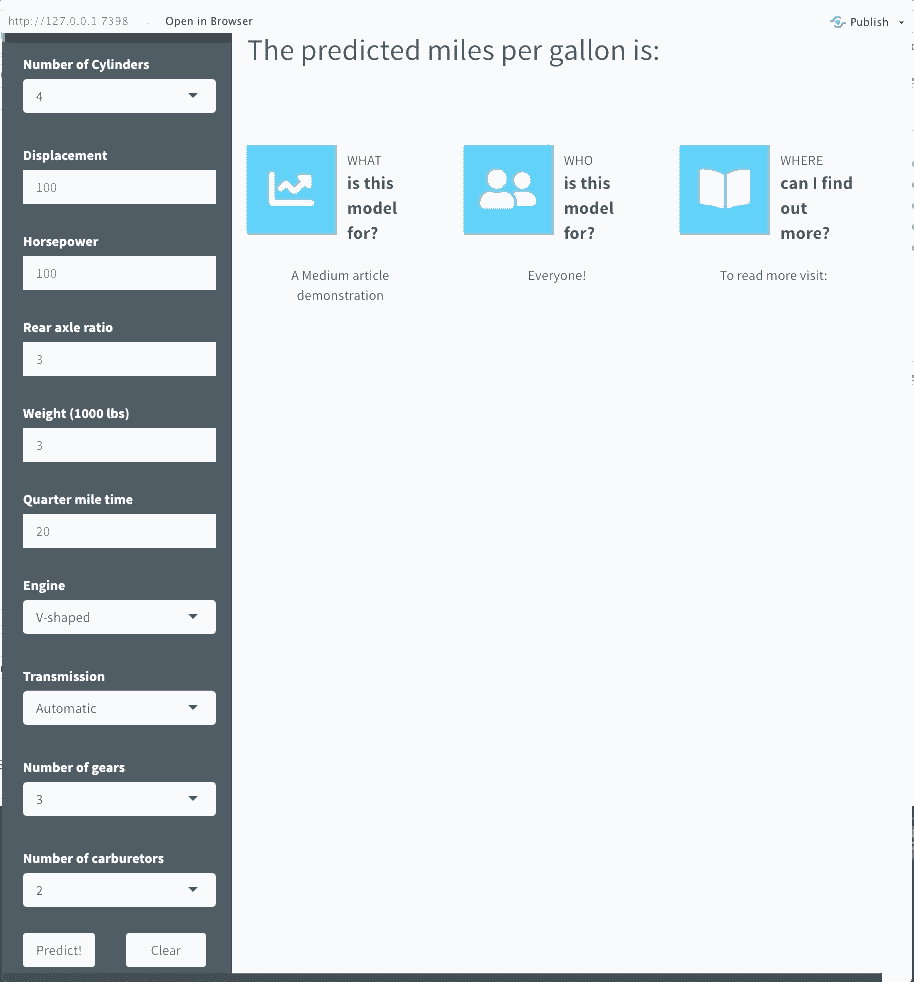 http://127.0.0.1 7398
Open in Browser
Publish
Number of Cylinders
4
Displacement
100
Horsepower
100
Rear axle ratio
3
Weight (1000 lbs)
3
Quarter mile time
20
Engine
V-shaped
Transmission
Automatic
Number of gears
3
Number of carburetors
2
Predict!
Clear
The predicted miles per gallon is:
WHAT
is this
model
for?
A Medium article
demonstration
WHO
is this
model
for?
Everyone!
WHERE
can I find
out
more?
To read more visit: